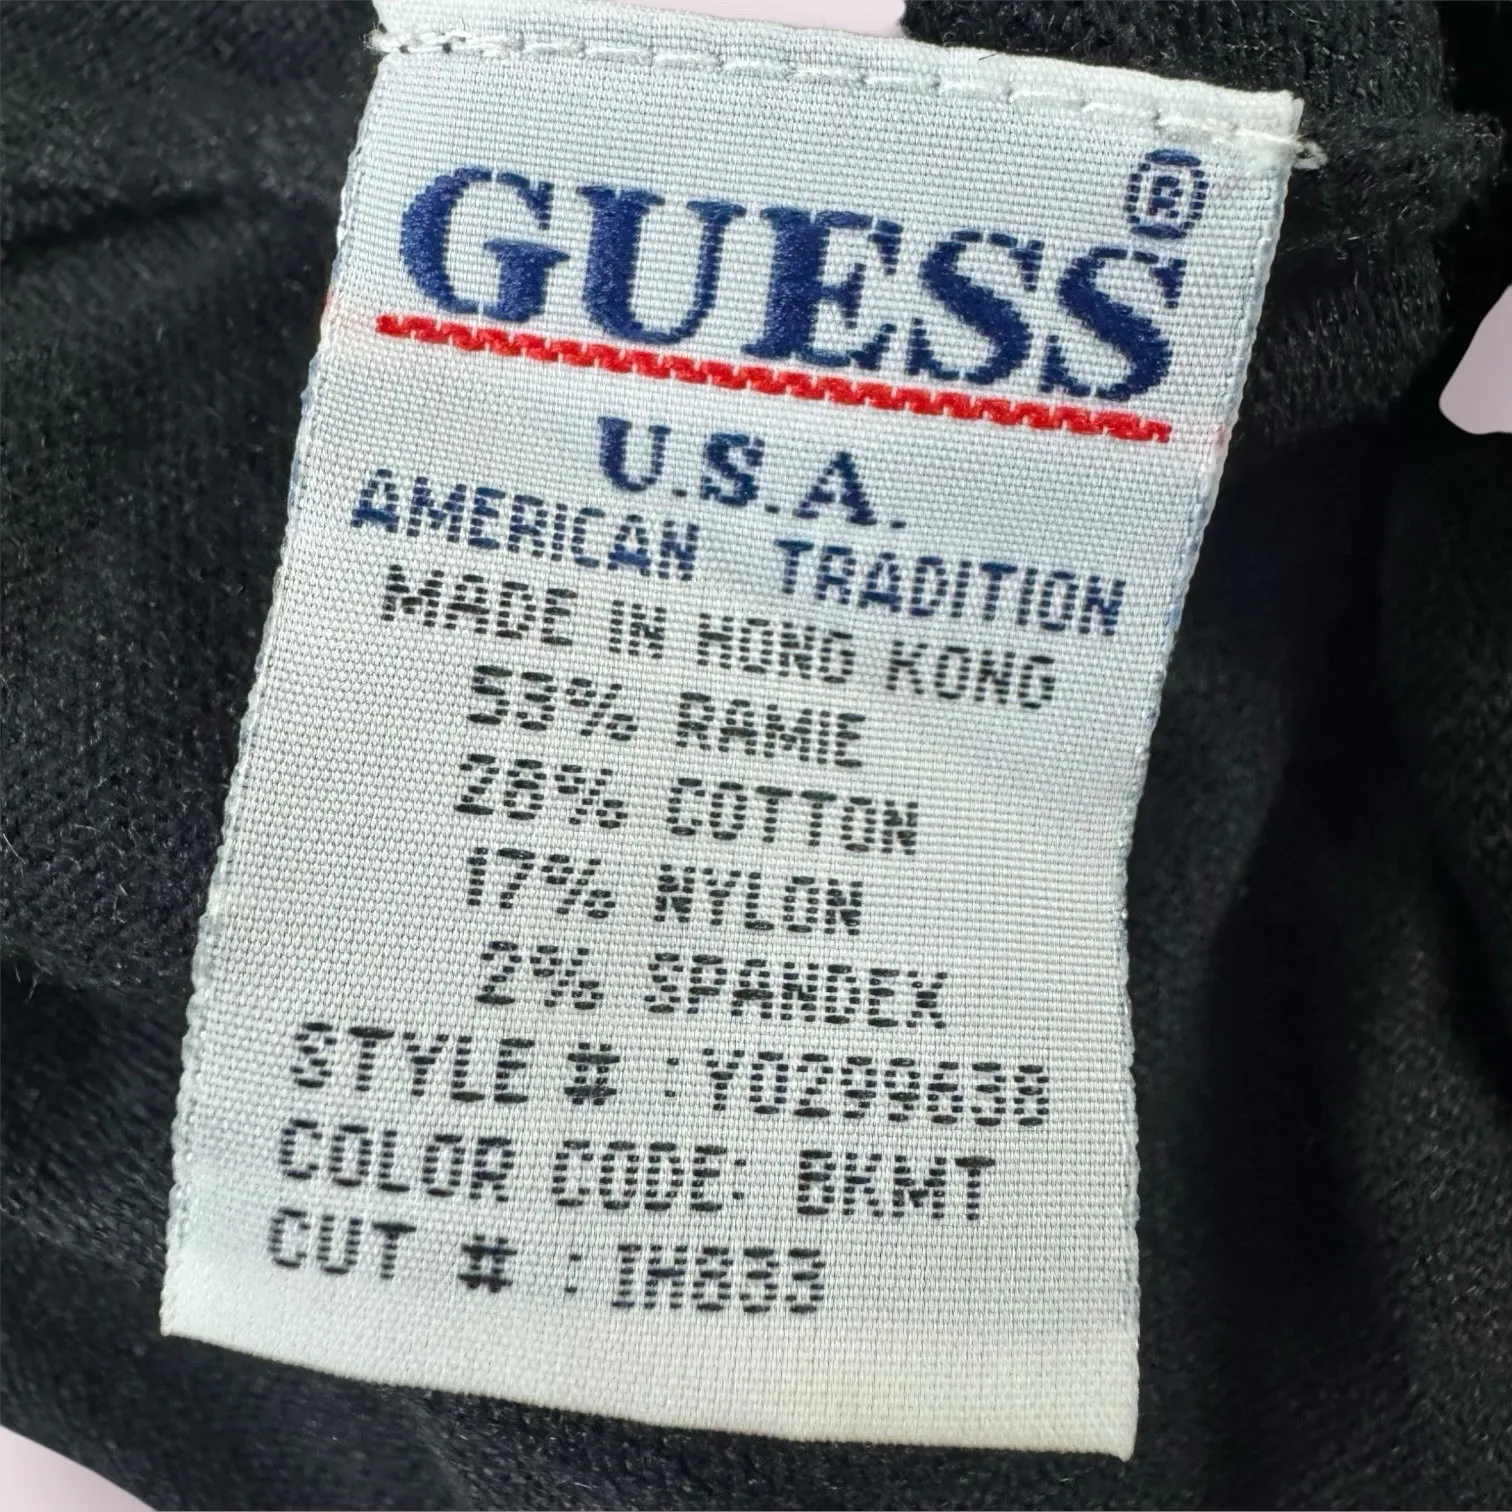 GUESS®
U.S.A.
AMERICAN TRADITION
MADE IN HONG KONG
53% RAMIE
28% COTTON
17% NYLON
2% SPANDEX
STYLE # :Y0299639
COLOR CODE: BKMT
CUT # :IH833